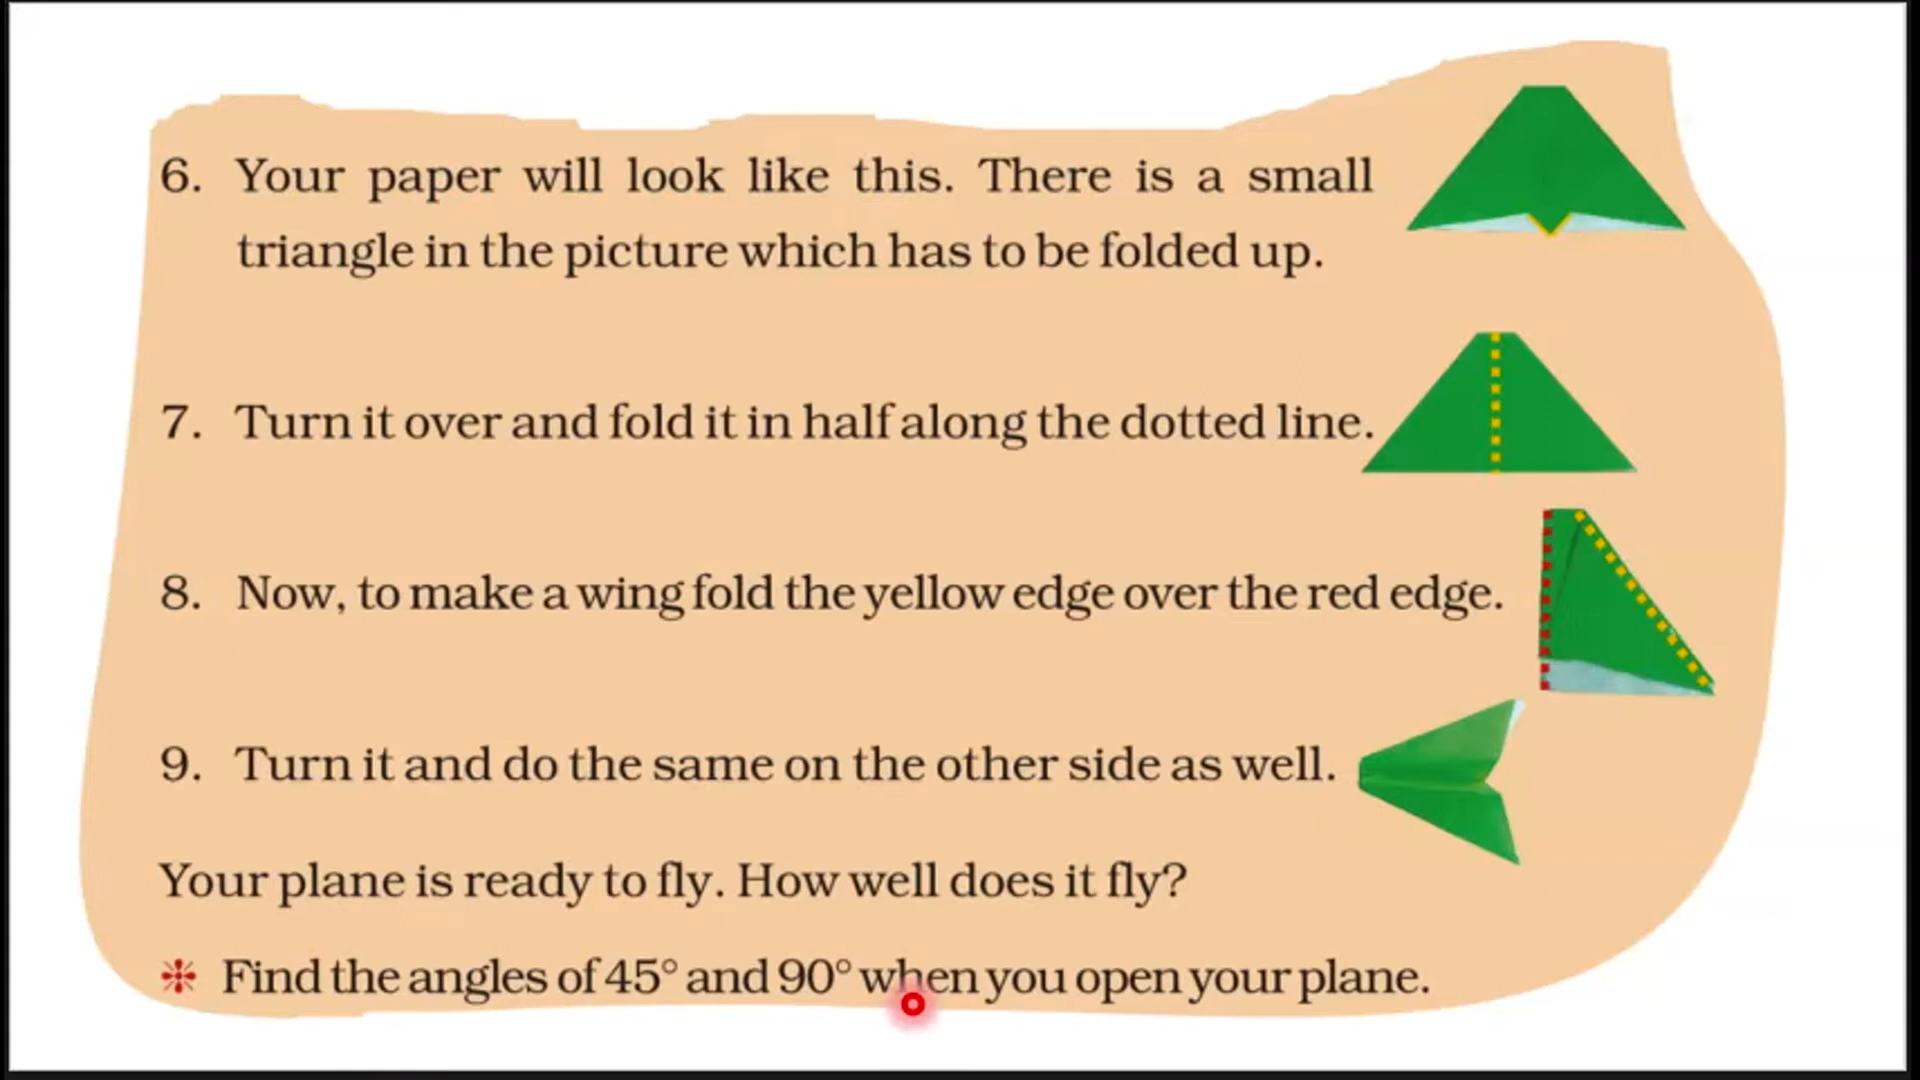 6. Your paper will look like this. There is a small
triangle in the picture which has to be folded up.
7. Turn it over and fold it in half along the dotted line.
8. Now, to make a wing fold the yellow edge over the red edge.
9. Turn it and do the same on the other side as well.
Your plane is ready to fly. How well does it fly?
❉ Find the angles of 45° and 90° when you open your plane.